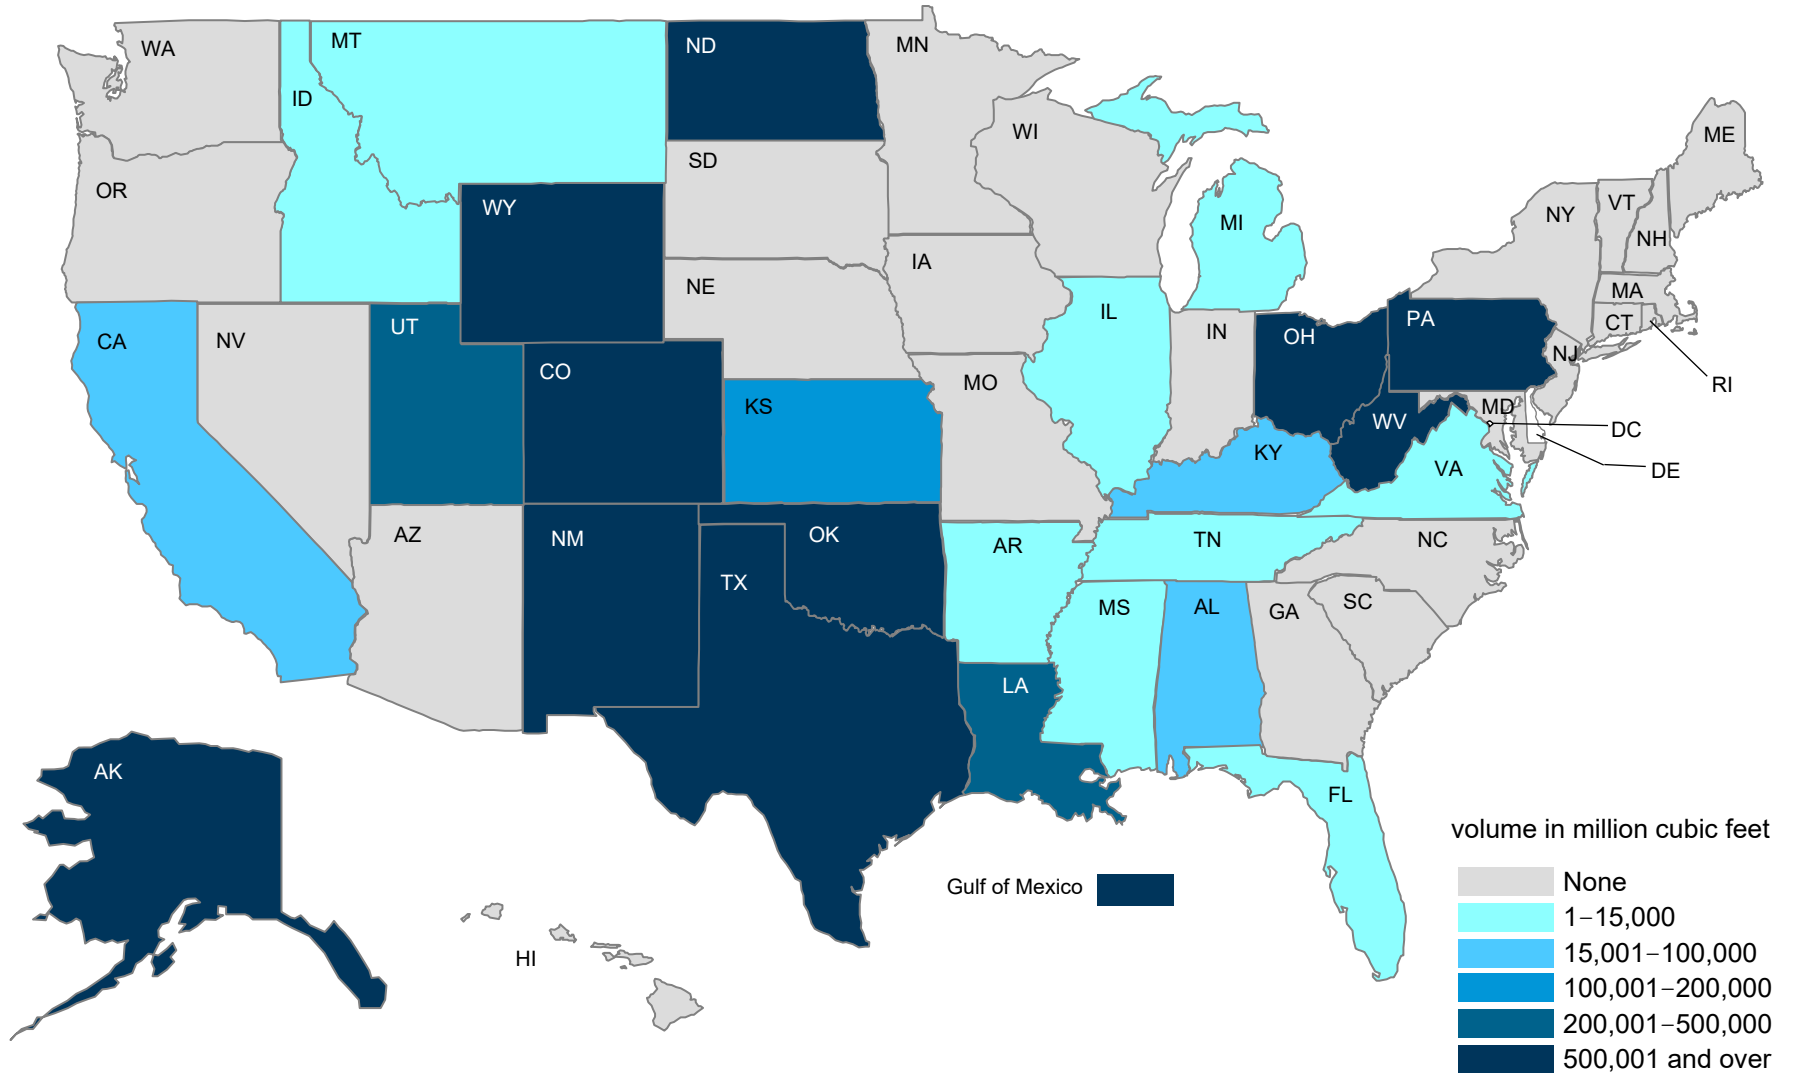 WA
MT
ND
MN
ID
WI
ME
SD
OR
WY
NY
VT
MI
NH
IA
NE
MA
IL
UT
PA
CT
CA
NV
IN
OH
NJ
CO
MO
RI
KS
MD
WV
DC
KY
VA
DE
AZ
NM
OK
AR
TN
NC
TX
MS
AL
GA
SC
LA
AK
FL
HI
Gulf of Mexico
volume in million cubic feet
None
1–15,000
15,001–100,000
100,001–200,000
200,001–500,000
500,001 and over